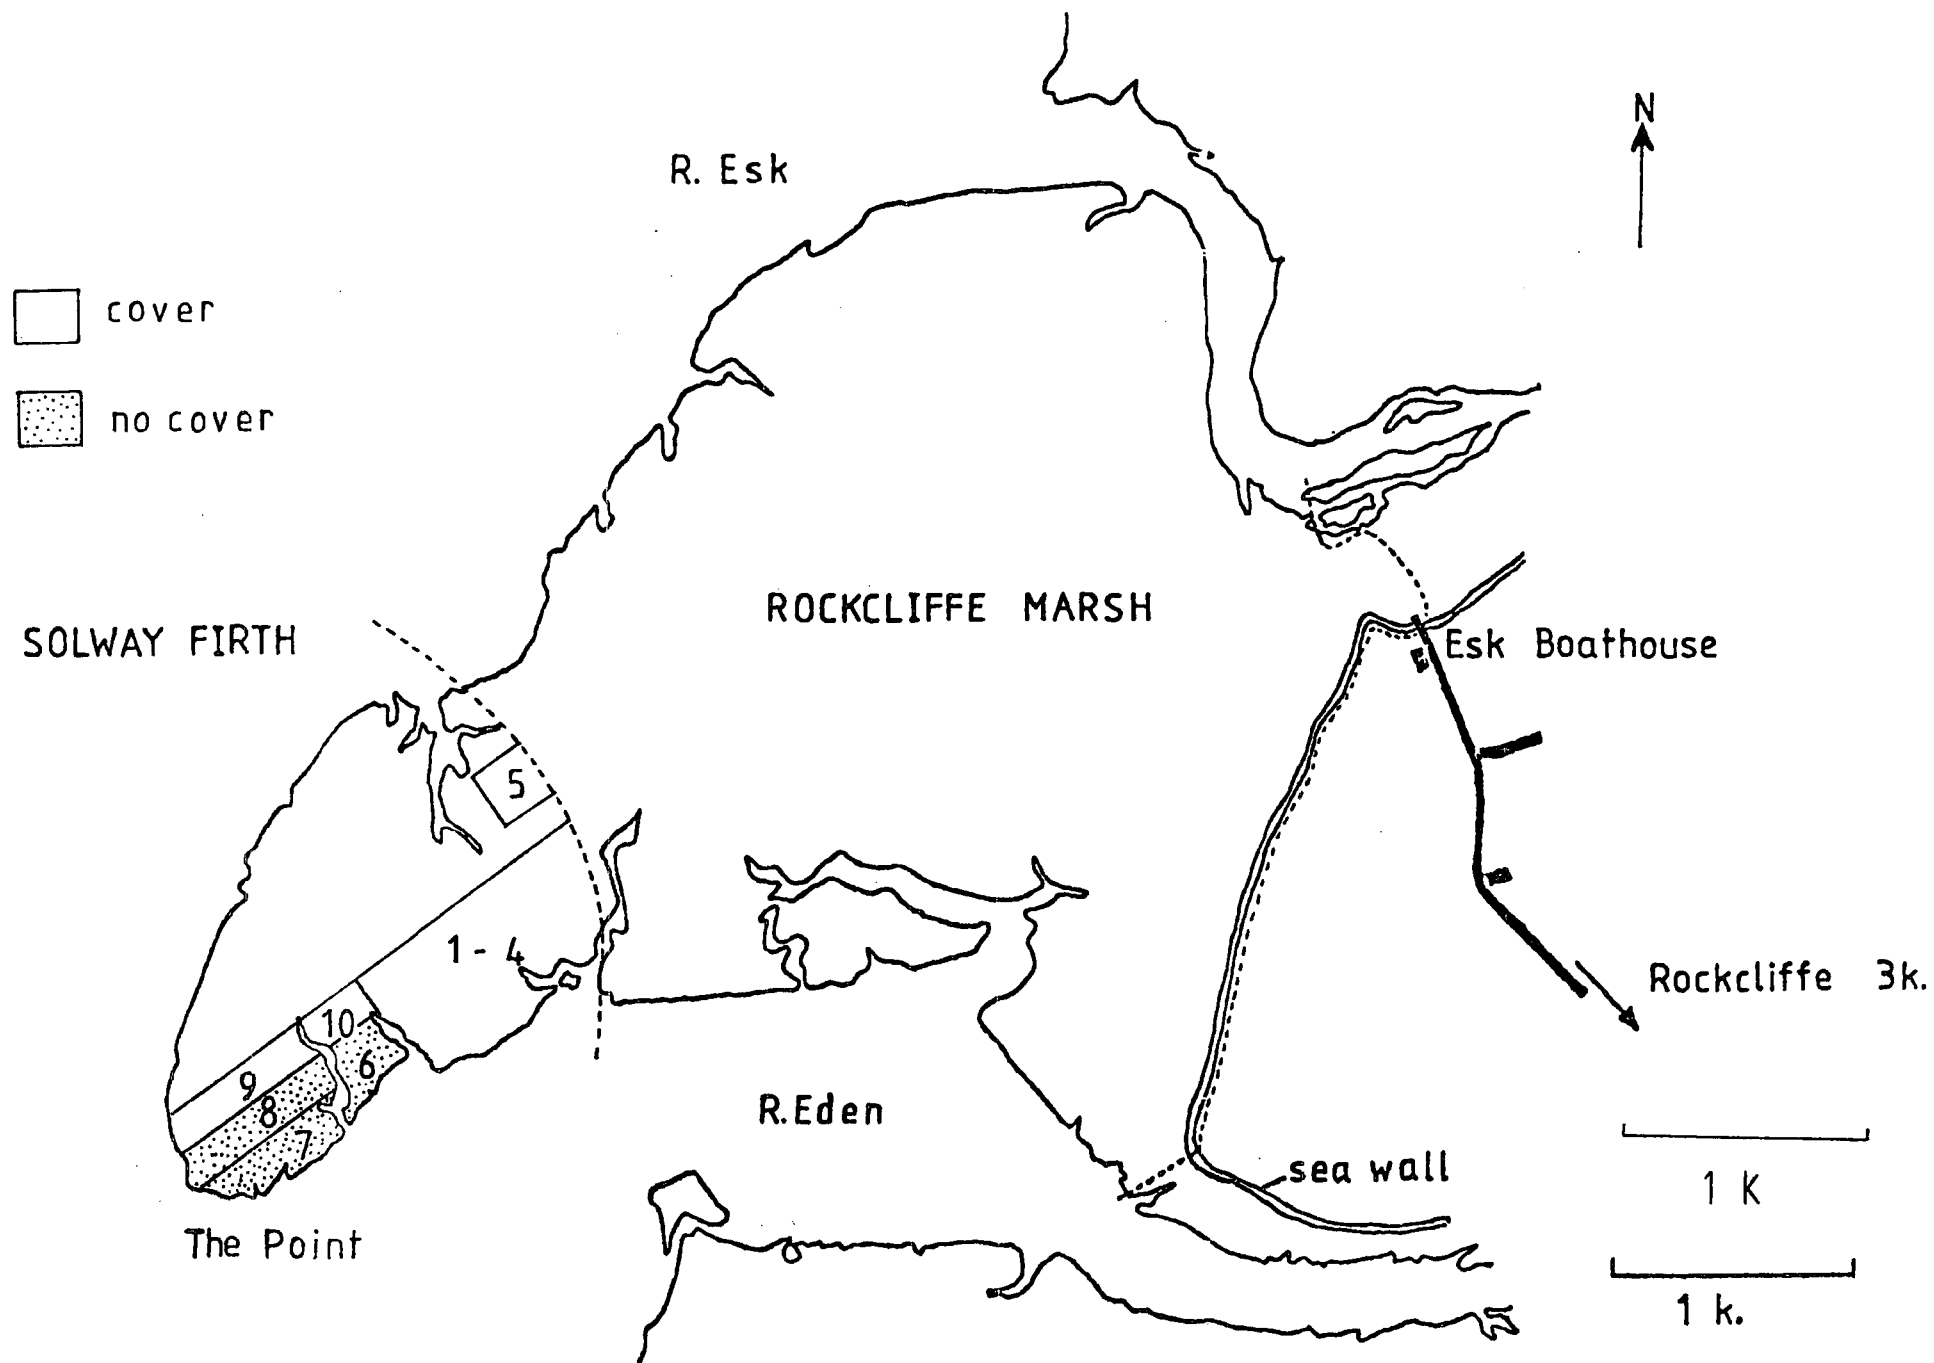 N
R. Esk
cover
no cover
ROCKCLIFFE MARSH
SOLWAY FIRTH
Esk Boathouse
5
1 - 4
Rockcliffe 3k.
10
6
9
8
7
R.Eden
sea wall
1 K
The Point
1 k.